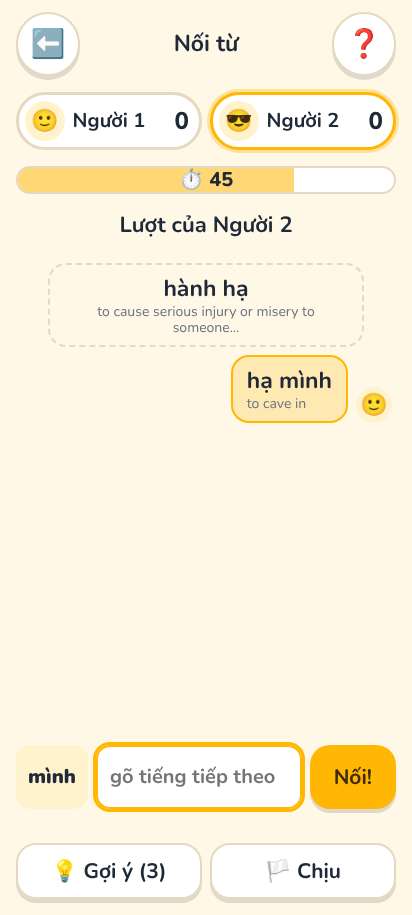 Nối từ
Người 1 0
Người 2 0
45
Lượt của Người 2
hành hạ
to cause serious injury or misery to
someone...
hạ mình
to cave in
mình
gõ tiếng tiếp theo
Nối!
Gợi ý (3)
Chịu